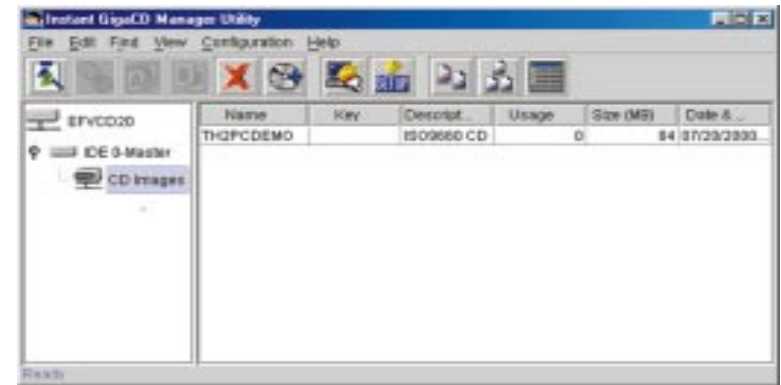 Instant GigaCD Manager Utility
File Edit Find View Configuration Help
EFVCD20
IDE 0-Master
CD Images
Name Key Descript... Usage Size (MB) Date & ...
TH2PCDEMO ISO9660 CD 0 84 07/20/2000...
Ready